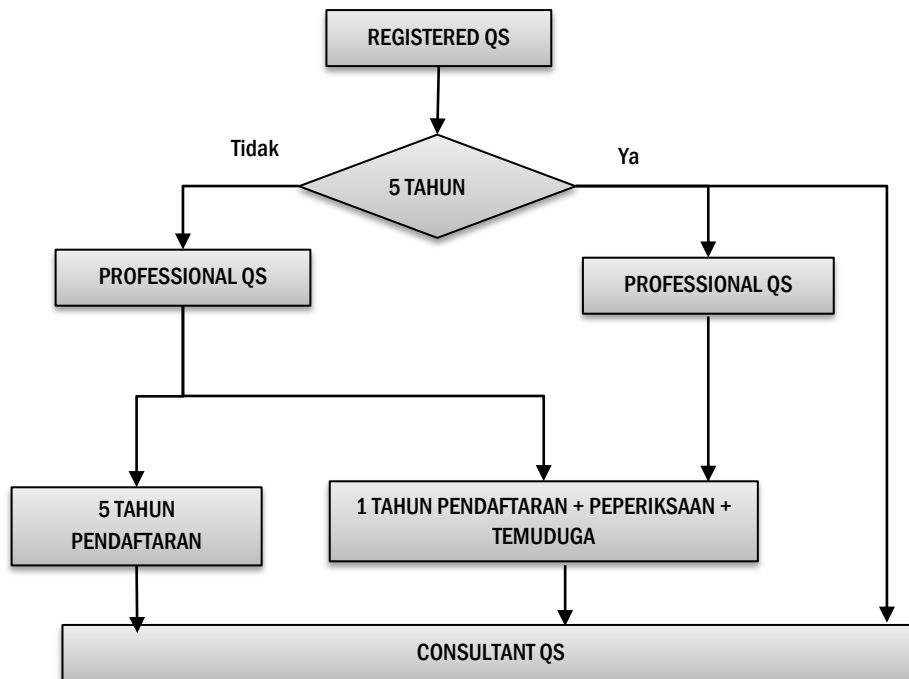 REGISTERED QS
Tidak
Ya
5 TAHUN
PROFESSIONAL QS
PROFESSIONAL QS
5 TAHUN
PENDAFTARAN
1 TAHUN PENDAFTARAN + PEPERIKSAAN +
TEMUDUGA
CONSULTANT QS